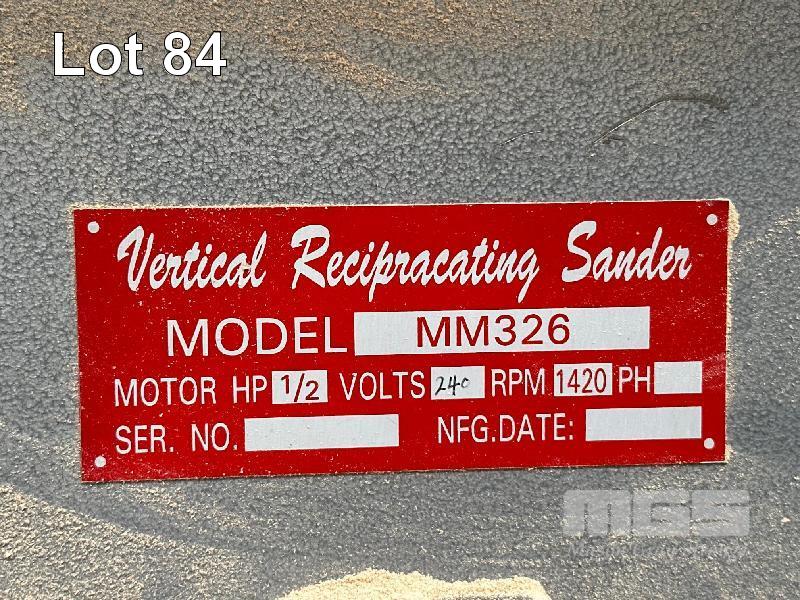 Lot 84
Vertical Recipracating Sander
MODEL MM326
MOTOR HP 1/2 VOLTS 240 RPM 1420 PH
SER. NO.
NFG.DATE:
MGS